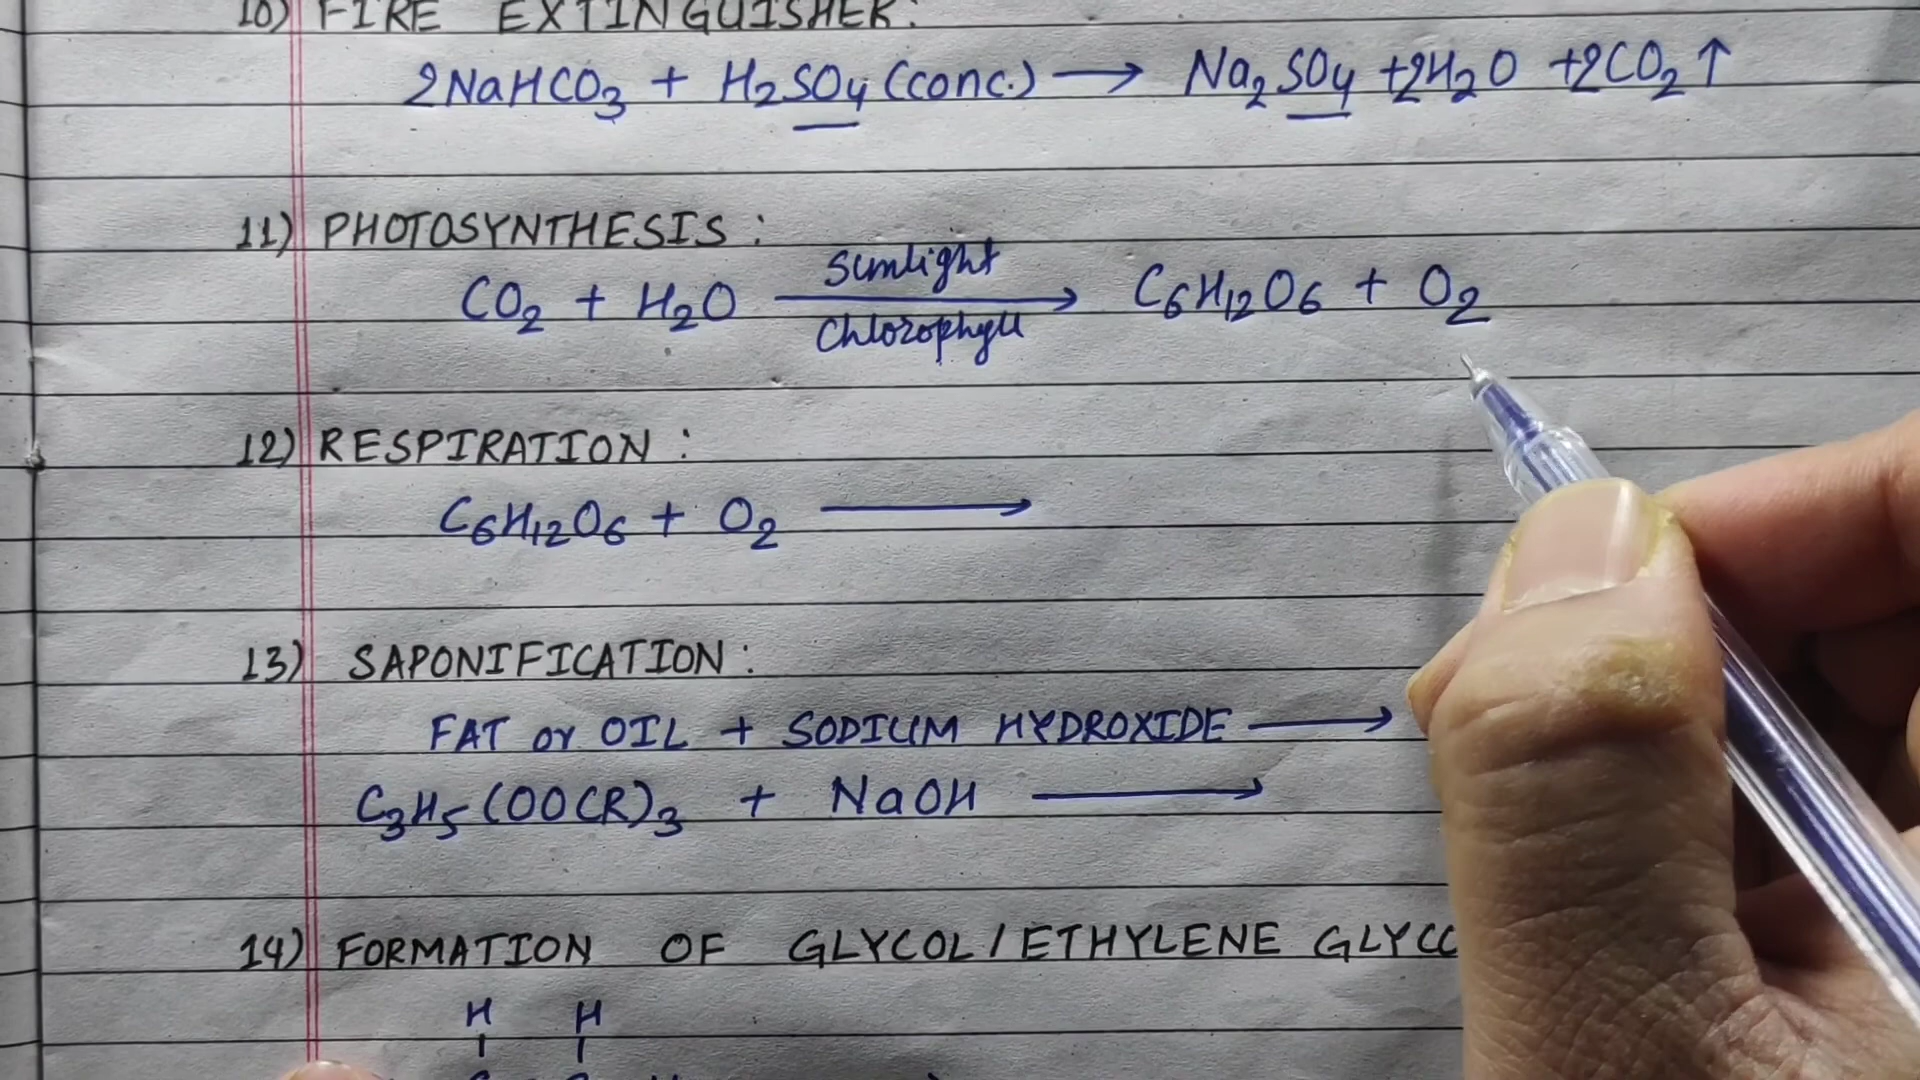 10) FIRE EXTINGUISHER:
2NaHCO₃ + H₂SO₄ (conc.) ⟶ Na₂SO₄ +2H₂O +2CO₂ ↑
11) PHOTOSYNTHESIS:
Sunlight
CO₂ + H₂O ⟶ C₆H₁₂O₆ + O₂
Chlorophyll
12) RESPIRATION:
C₆H₁₂O₆ + O₂ ⟶
13) SAPONIFICATION:
FAT or OIL + SODIUM HYDROXIDE ⟶
C₃H₅(OOCR)₃ + NaOH ⟶
14) FORMATION OF GLYCOL/ETHYLENE GLYCO
H H